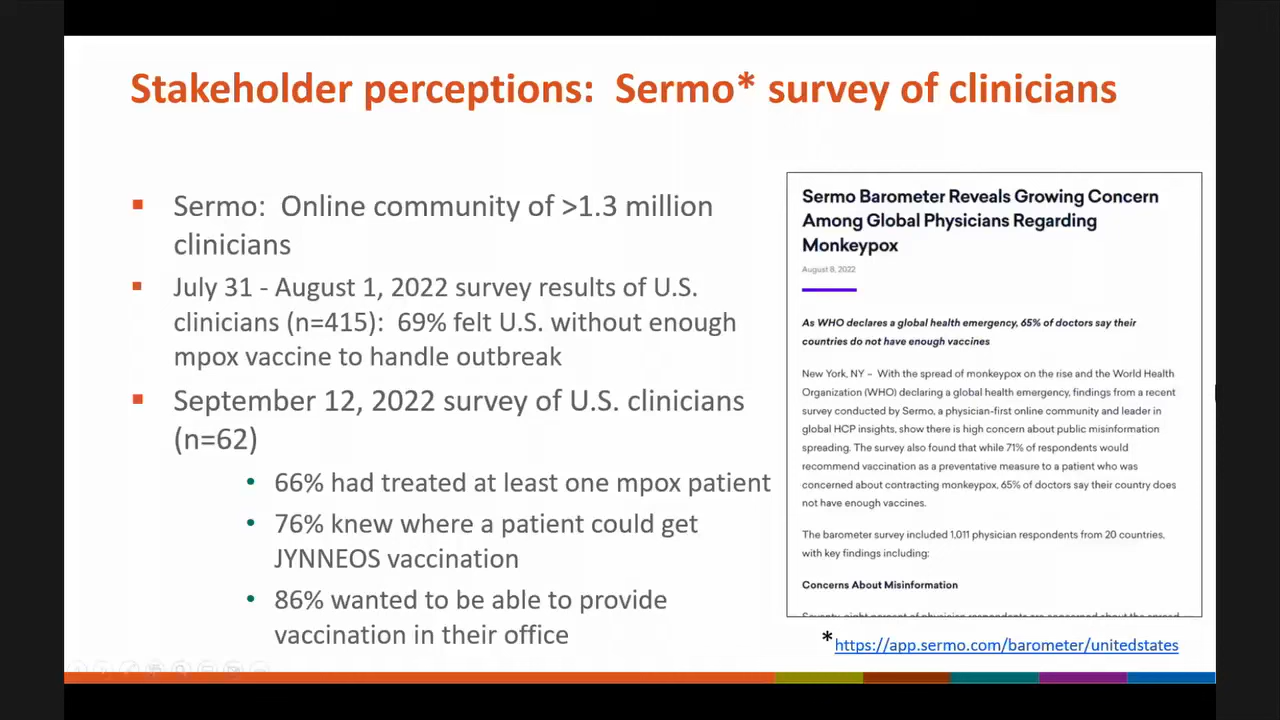 Stakeholder perceptions: Sermo* survey of clinicians
Sermo: Online community of >1.3 million
clinicians
July 31 - August 1, 2022 survey results of U.S.
clinicians (n=415): 69% felt U.S. without enough
mpox vaccine to handle outbreak
September 12, 2022 survey of U.S. clinicians
(n=62)
66% had treated at least one mpox patient
76% knew where a patient could get
JYNNEOS vaccination
86% wanted to be able to provide
vaccination in their office
Sermo Barometer Reveals Growing Concern
Among Global Physicians Regarding
Monkeypox
August 8, 2022
As WHO declares a global health emergency, 65% of doctors say their
countries do not have enough vaccines
New York, NY – With the spread of monkeypox on the rise and the World Health
Organization (WHO) declaring a global health emergency, findings from a recent
survey conducted by Sermo, a physician-first online community and leader in
global HCP insights, show there is high concern about public misinformation
spreading. The survey also found that while 71% of respondents would
recommend vaccination as a preventative measure to a patient who was
concerned about contracting monkeypox, 65% of doctors say their country does
not have enough vaccines.
The barometer survey included 1,011 physician respondents from 20 countries,
with key findings including:
Concerns About Misinformation
*https://app.sermo.com/barometer/unitedstates